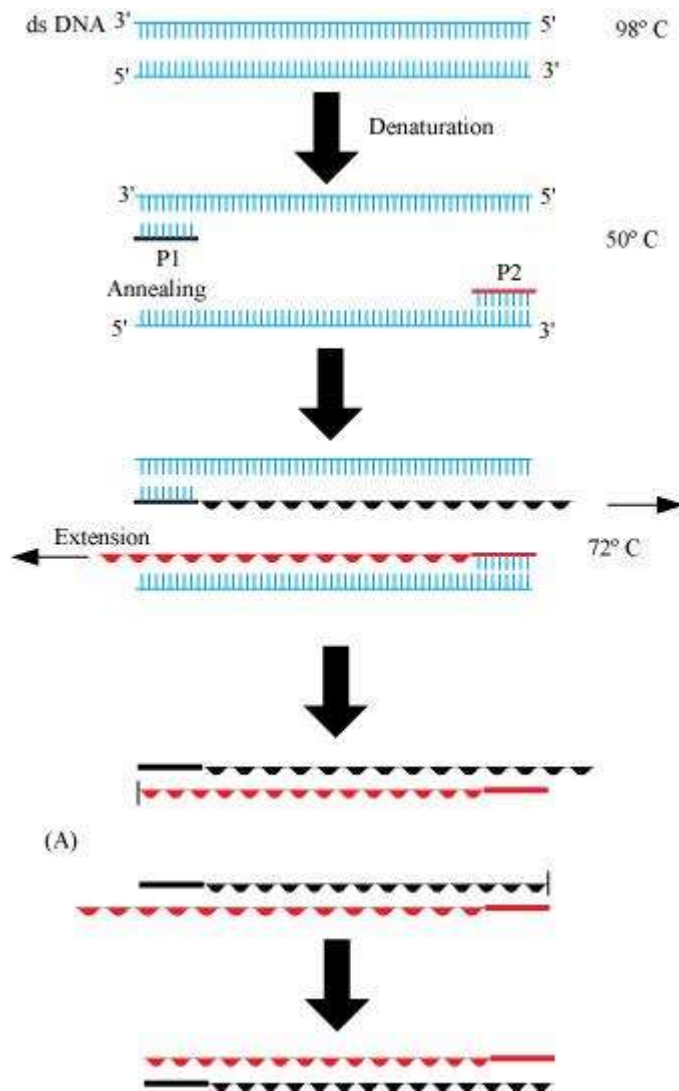 ds DNA 3' 5' 98° C
5' 3'
Denaturation
3' 5'
50° C
P1 P2
Annealing
5' 3'
Extension
72° C
(A)